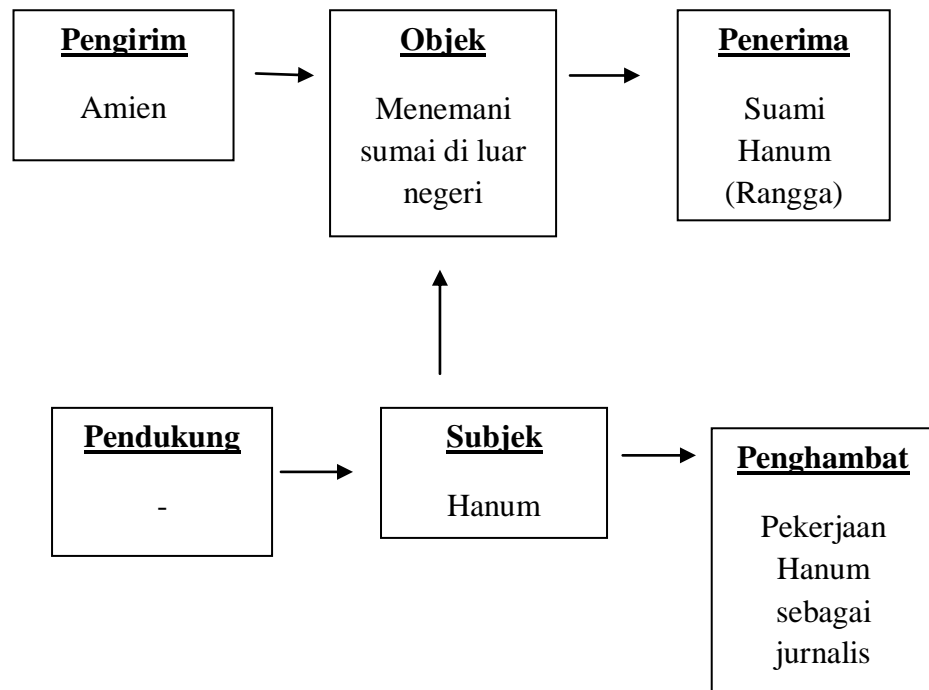 Pengirim
Amien
Objek
Menemani
sumai di luar
negeri
Penerima
Suami
Hanum
(Rangga)
Pendukung
-
Subjek
Hanum
Penghambat
Pekerjaan
Hanum
sebagai
jurnalis